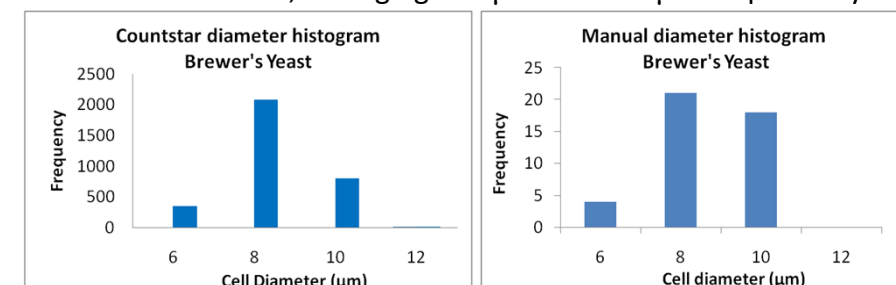 Countstar diameter histogram
Brewer's Yeast
2500
2000
1500
1000
500
0
Frequency
6 8 10 12
Cell Diameter (μm)
Manual diameter histogram
Brewer's Yeast
25
20
15
10
5
0
Frequency
6 8 10 12
Cell diameter (μm)